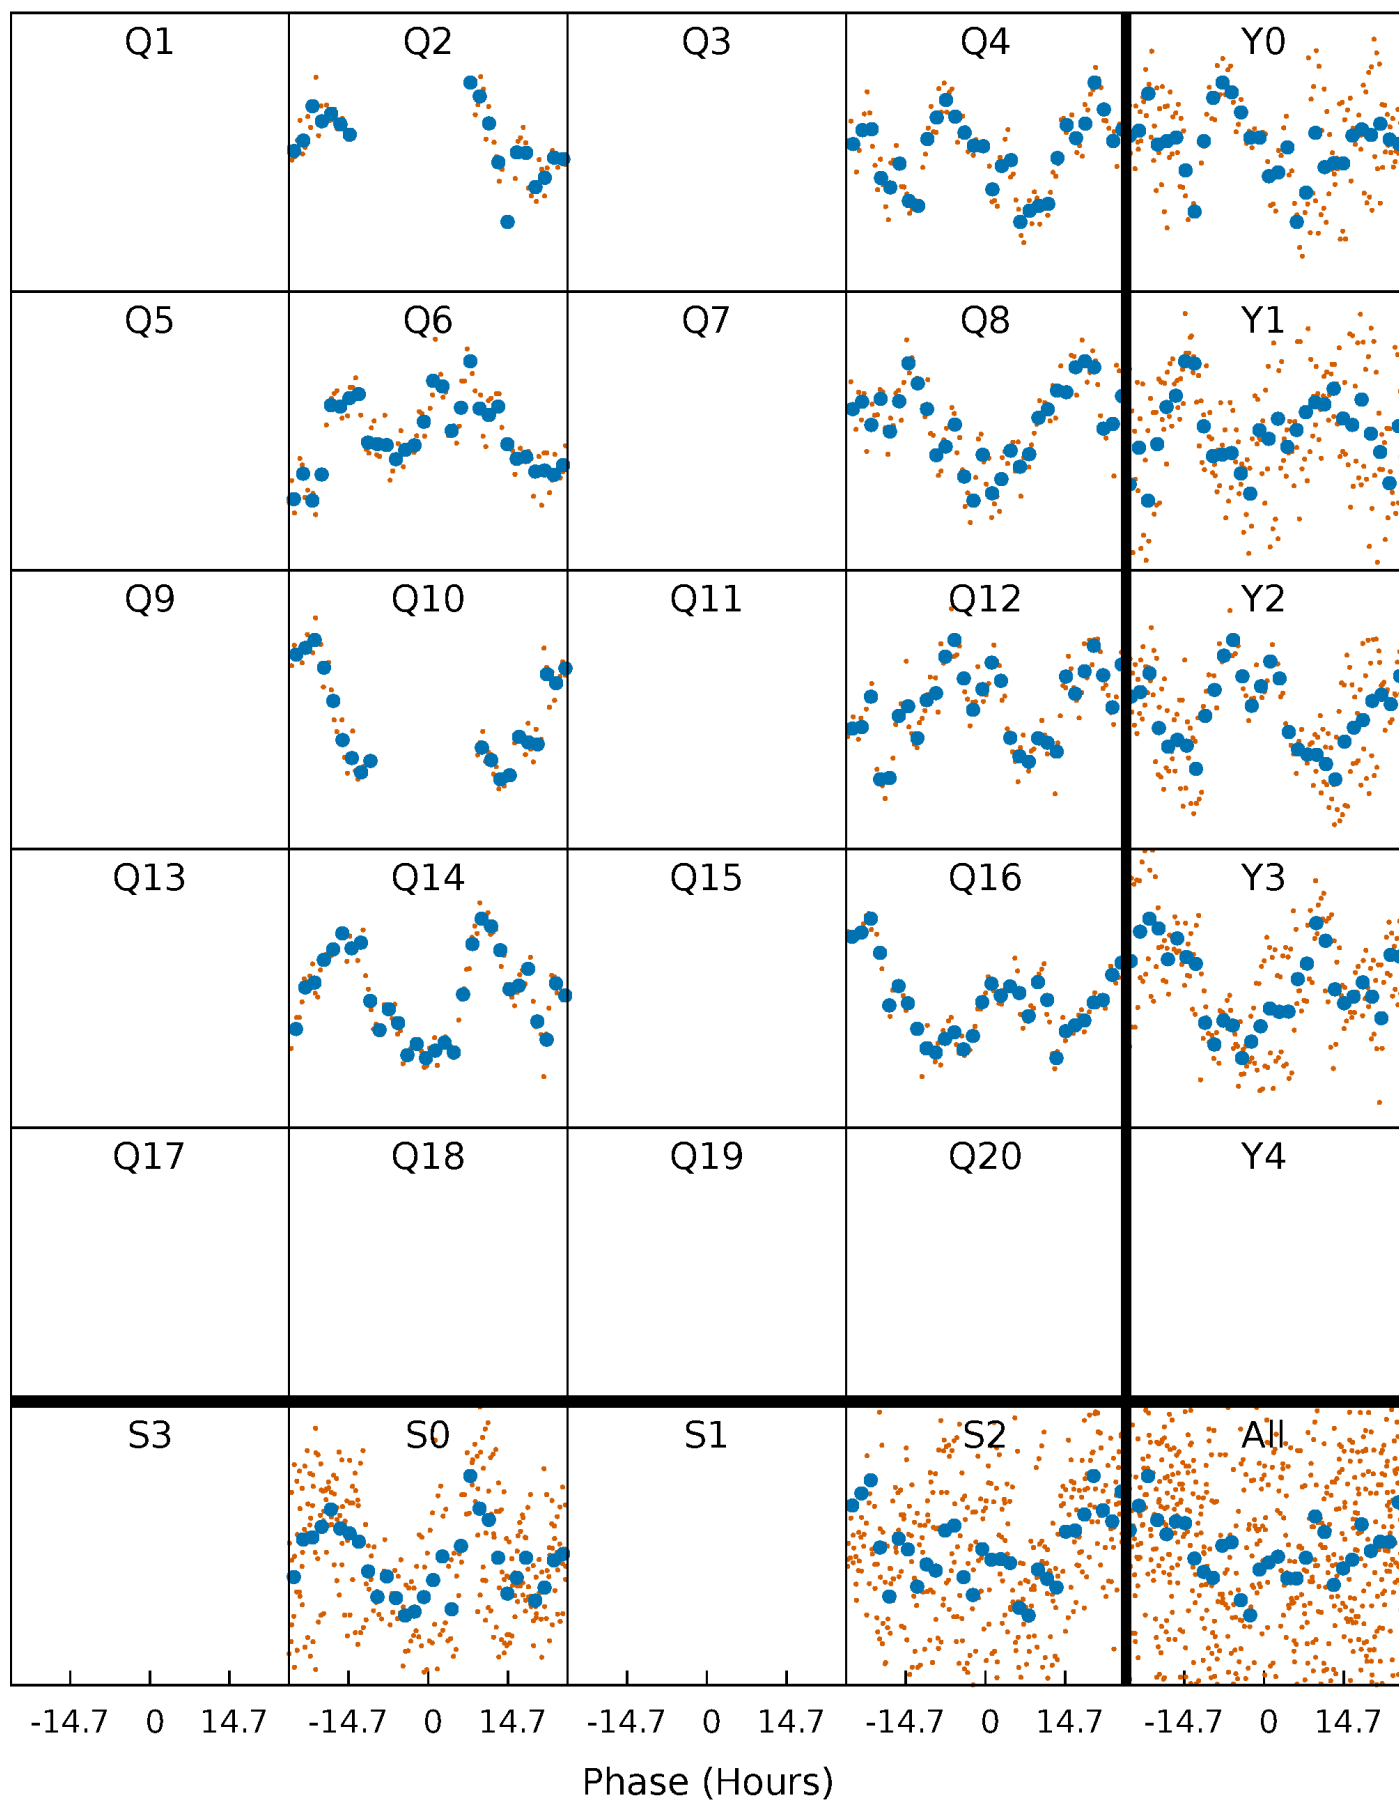 Q1 Q2 Q3 Q4 Y0
Q5 Q6 Q7 Q8 Y1
Q9 Q10 Q11 Q12 Y2
Q13 Q14 Q15 Q16 Y3
Q17 Q18 Q19 Q20 Y4
S3 S0 S1 S2 All
-14.7 0 14.7 -14.7 0 14.7 -14.7 0 14.7 -14.7 0 14.7 -14.7 0 14.7
Phase (Hours)